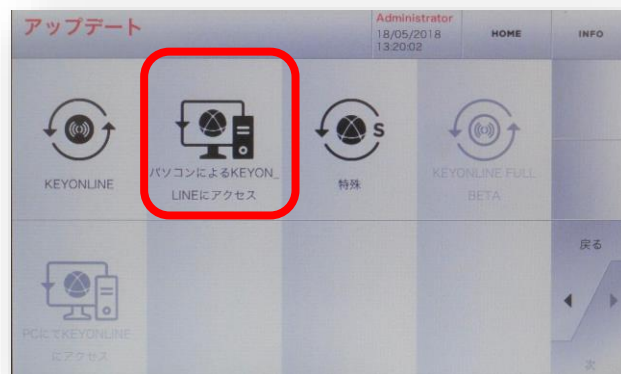 アップデート
Administrator
18/05/2018
13:20:02
HOME
INFO
KEYONLINE
パソコンによるKEYON_
LINEにアクセス
S
特殊
KEYONLINE FULL
BETA
戻る
PCにてKEYONLINE
にアクセス
次